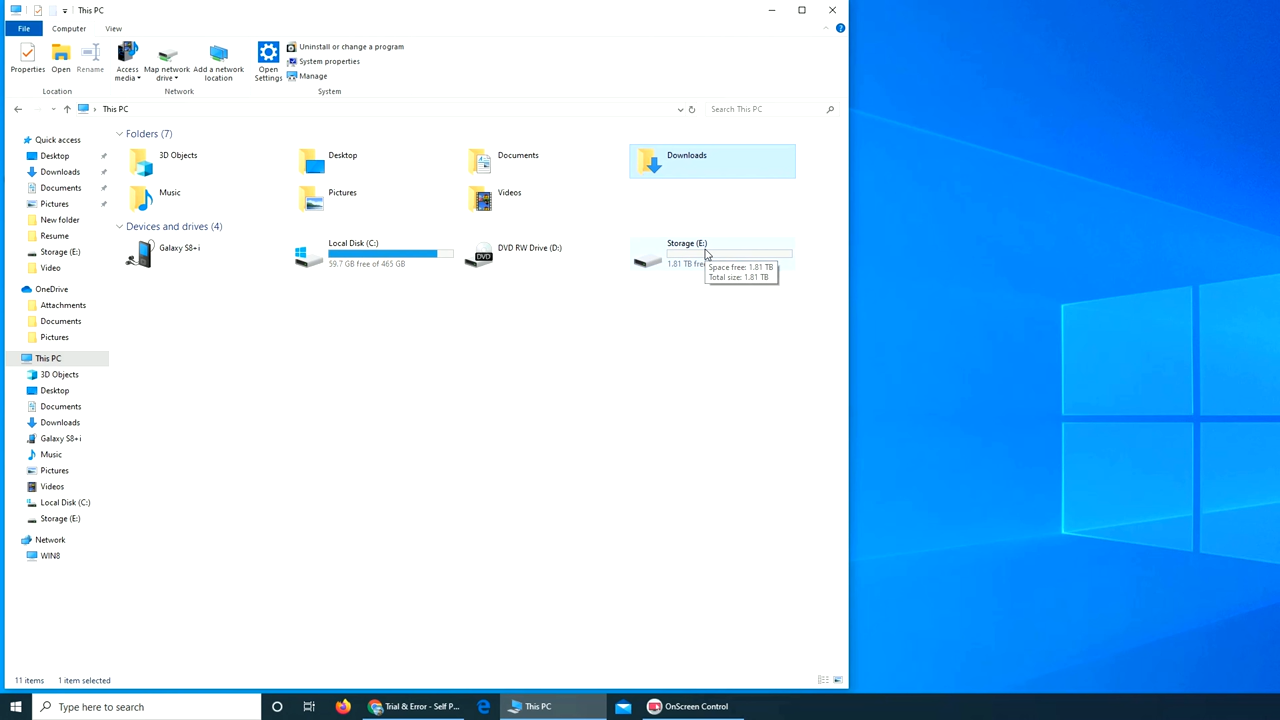 This PC
File
Computer
View
Properties
Open
Rename
Access media
Map network drive
Add a network location
Open Settings
Uninstall or change a program
System properties
Manage
Location
Network
System
This PC
Search This PC
Quick access
Desktop
Downloads
Documents
Pictures
New folder
Resume
Storage (E:)
Video
OneDrive
Attachments
Documents
Pictures
This PC
3D Objects
Desktop
Documents
Downloads
Galaxy S8+i
Music
Pictures
Videos
Local Disk (C:)
Storage (E:)
Network
WIN8
Folders (7)
3D Objects
Desktop
Documents
Downloads
Music
Pictures
Videos
Devices and drives (4)
Galaxy S8+i
Local Disk (C:)
59.7 GB free of 465 GB
DVD RW Drive (D:)
DVD
Storage (E:)
1.81 TB fre
Space free: 1.81 TB
Total size: 1.81 TB
11 items
1 item selected
Type here to search
Trial & Error - Self P...
This PC
OnScreen Control